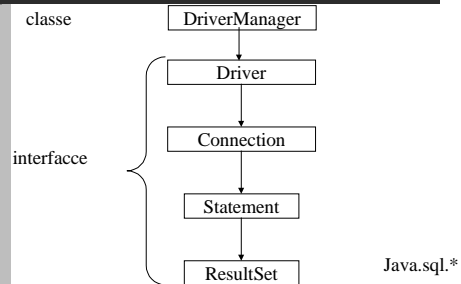 classe
DriverManager
Driver
Connection
interfacce
Statement
ResultSet
Java.sql.*